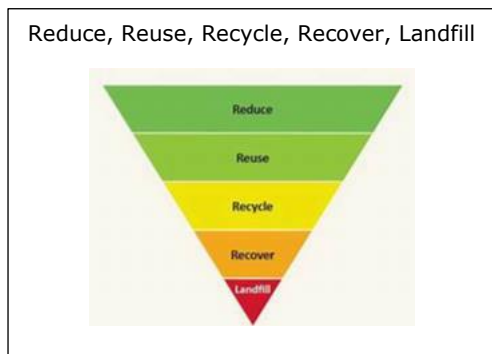 Reduce, Reuse, Recycle, Recover, Landfill
Reduce
Reuse
Recycle
Recover
Landfill